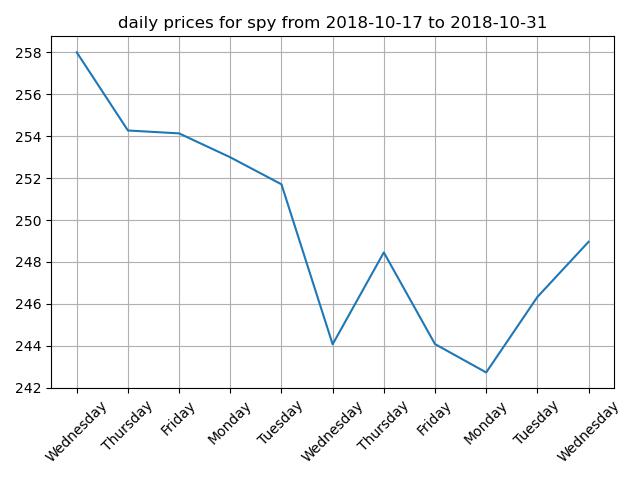 daily prices for spy from 2018-10-17 to 2018-10-31
258
256
254
252
250
248
246
244
242
Wednesday
Thursday
Friday
Monday
Tuesday
Wednesday
Thursday
Friday
Monday
Tuesday
Wednesday